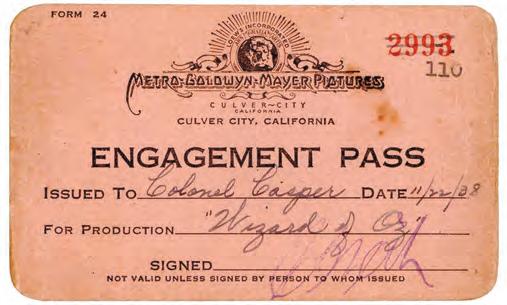 FORM 24
LOEW'S INCORPORATED
2993
110
METRO-GOLDWYN-MAYER PICTURES
CULVER-CITY
CALIFORNIA
CULVER CITY, CALIFORNIA
ENGAGEMENT PASS
ISSUED TO Colonel Casper DATE 11/22/38
FOR PRODUCTION "Wizard of Oz"
SIGNED
NOT VALID UNLESS SIGNED BY PERSON TO WHOM ISSUED